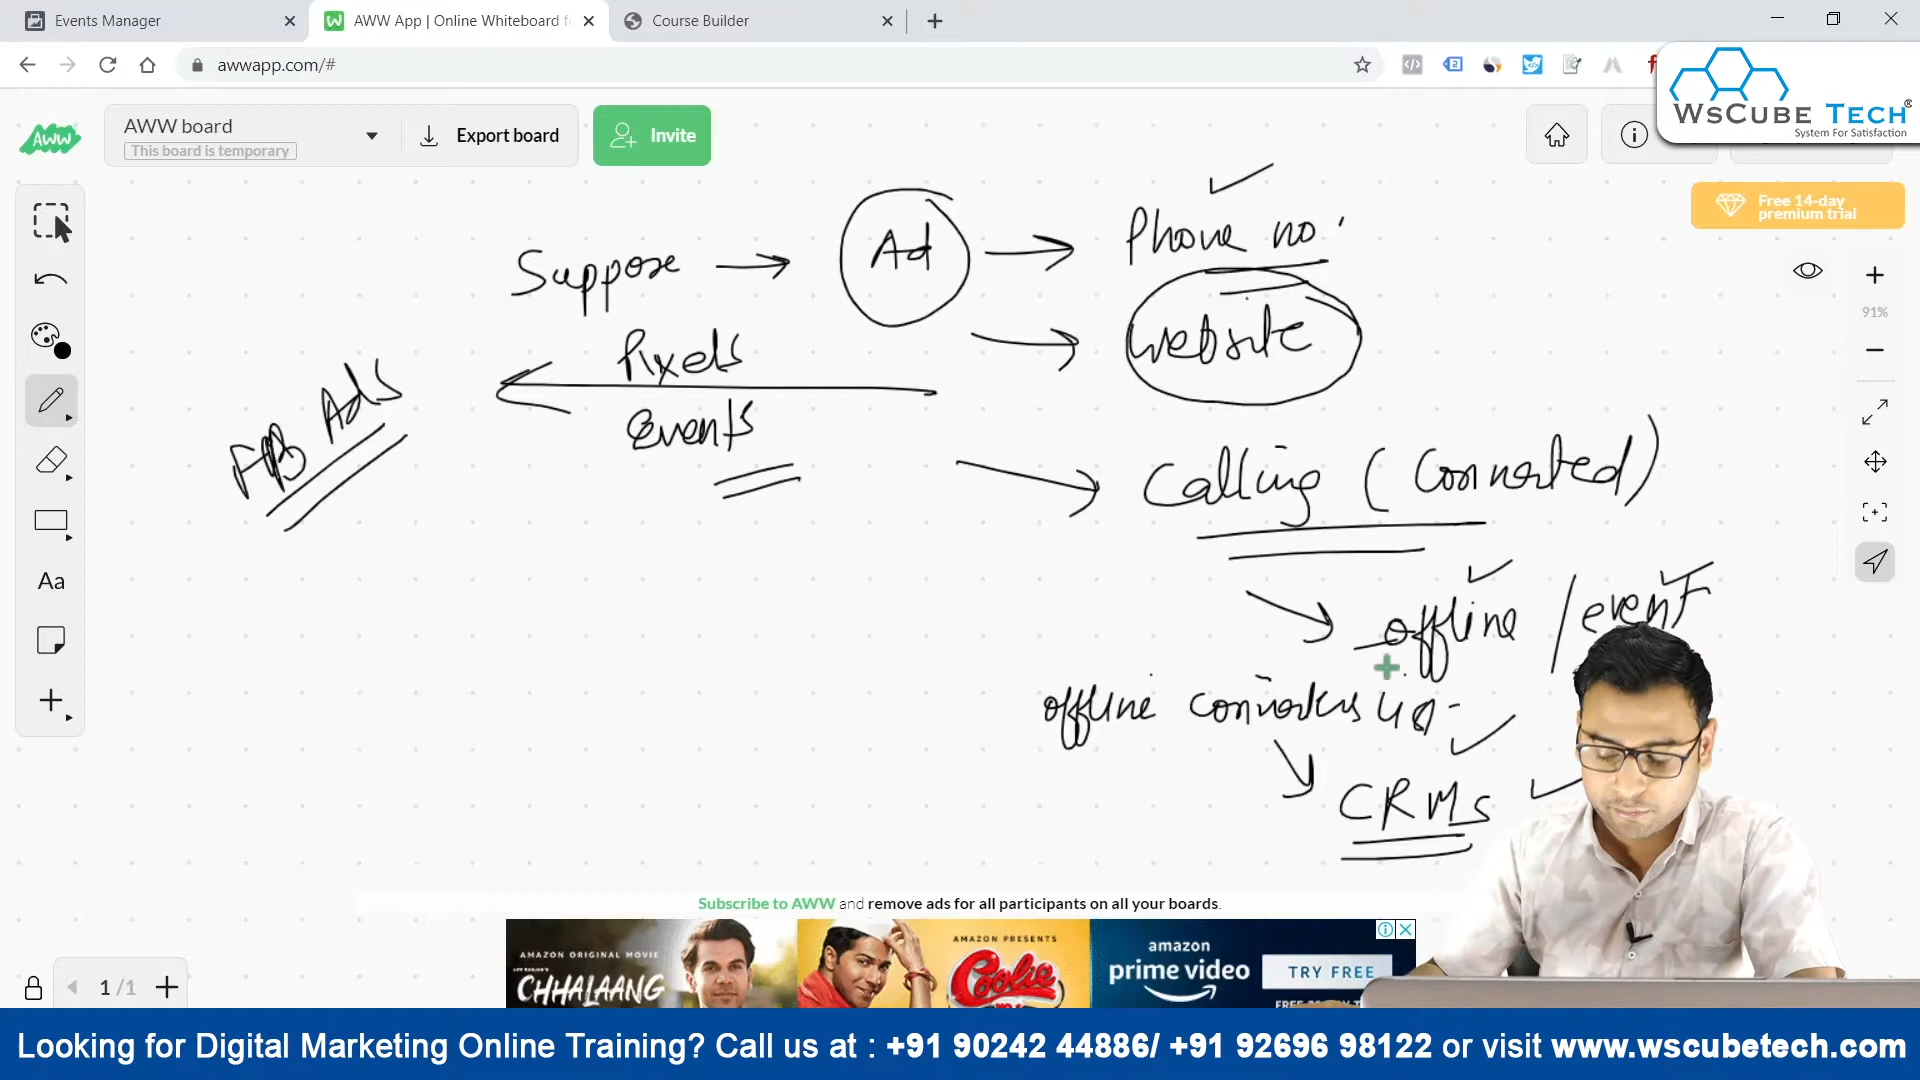 Events Manager
AWW App | Online Whiteboard f
Course Builder
awwapp.com/#
WsCube Tech®
System For Satisfaction
AWW
AWW board
This board is temporary
Export board
Invite
Free 14-day
premium trial
Suppose → Ad → Phone no.
→ website
Pixels
Events
FB Ads
91%
→ Calling (Converted)
offline / event
offline
CRMs
Aa
Subscribe to AWW and remove ads for all participants on all your boards.
AMAZON ORIGINAL MOVIE
CHHALAANG
AMAZON PRESENTS
Coolie
amazon
prime video
TRY FREE
1 /1
Looking for Digital Marketing Online Training? Call us at : +91 90242 44886/ +91 92696 98122 or visit www.wscubetech.com